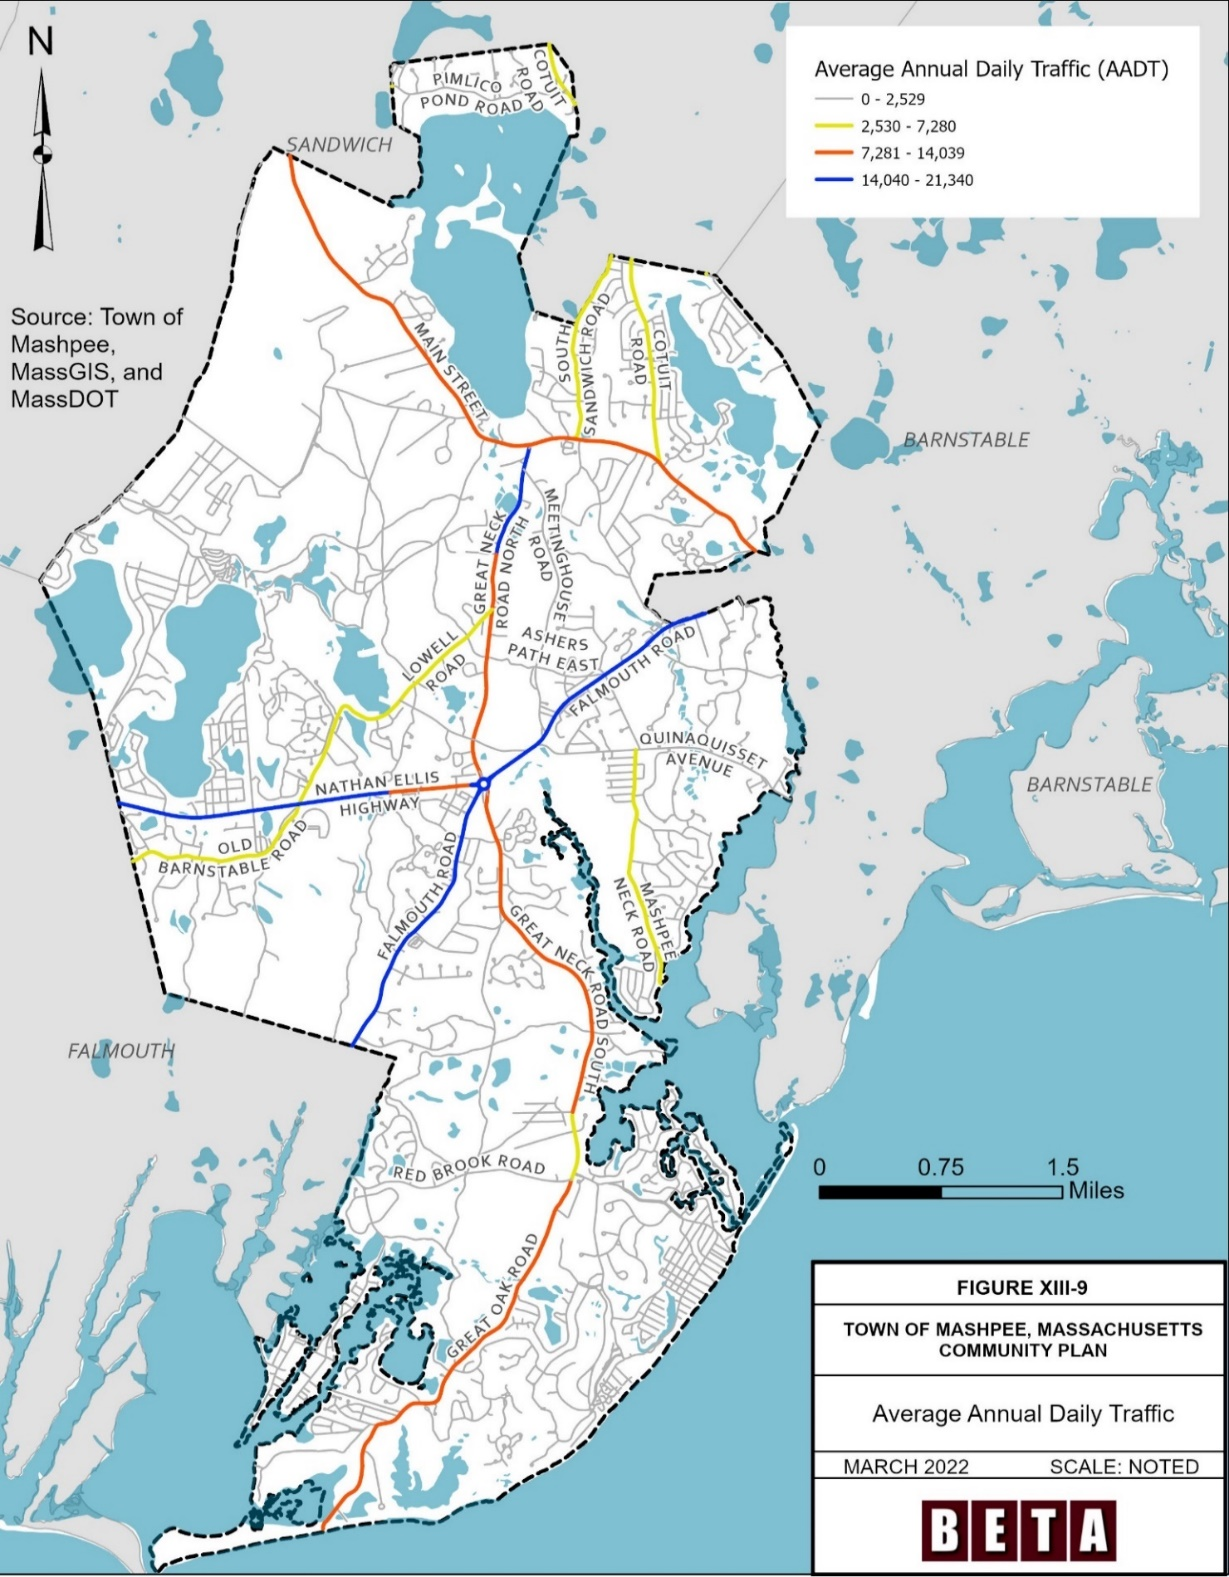 N
Average Annual Daily Traffic (AADT)
0 - 2,529
2,530 - 7,280
7,281 - 14,039
14,040 - 21,340
PIMLICO
POND ROAD
COTUIT
ROAD
SANDWICH
Source: Town of
Mashpee,
MassGIS, and
MassDOT
MAIN STREET
SOUTH
SANDWICH ROAD
COTUIT
ROAD
BARNSTABLE
GREAT NECK
ROAD NORTH
MEETINGHOUSE
ROAD
ASHERS
PATH EAST
LOWELL
ROAD
FALMOUTH ROAD
QUINAQUISSET
AVENUE
NATHAN ELLIS
HIGHWAY
BARNSTABLE
OLD
BARNSTABLE ROAD
FALMOUTH ROAD
MASHPEE
NECK ROAD
GREAT NECK ROAD SOUTH
FALMOUTH
RED BROOK ROAD
0 0.75 1.5
Miles
GREAT OAK ROAD
FIGURE XIII-9
TOWN OF MASHPEE, MASSACHUSETTS
COMMUNITY PLAN
Average Annual Daily Traffic
MARCH 2022 SCALE: NOTED
BETA